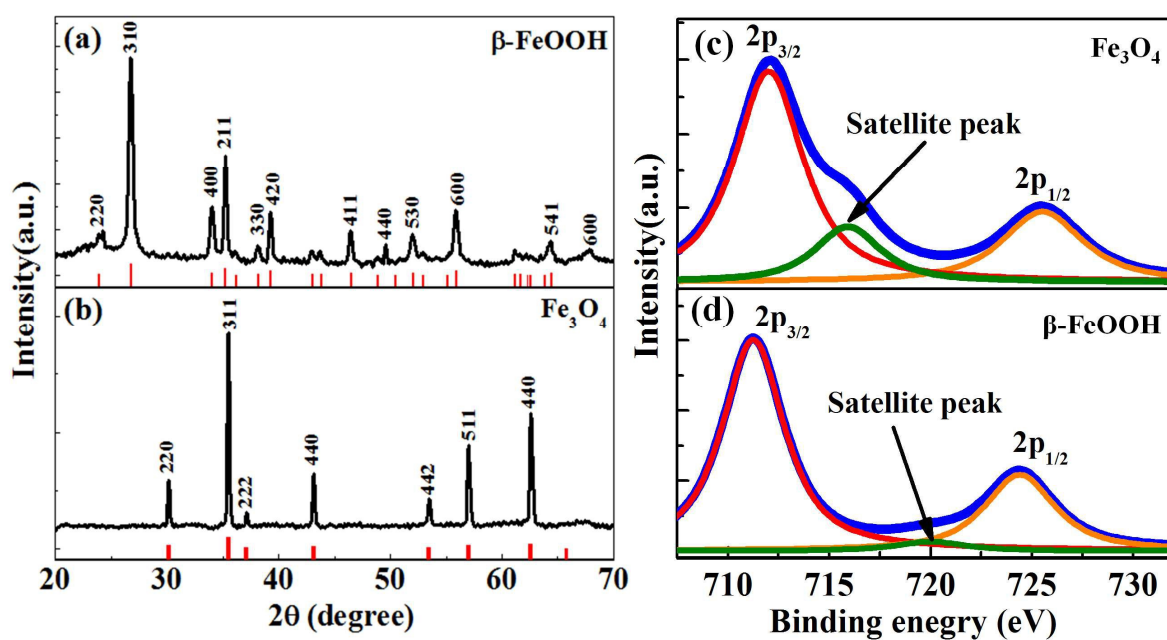 (a)
β-FeOOH
220
310
400
211
330
420
411
440
530
600
541
600
(b)
Fe₃O₄
220
311
222
440
442
511
440
Intensity(a.u.)
20 30 40 50 60 70
2θ (degree)
(c)
2p₃/₂
Fe₃O₄
Satellite peak
2p₁/₂
(d)
β-FeOOH
2p₃/₂
Satellite peak
2p₁/₂
Intensity(a.u.)
710 715 720 725 730
Binding enegry (eV)